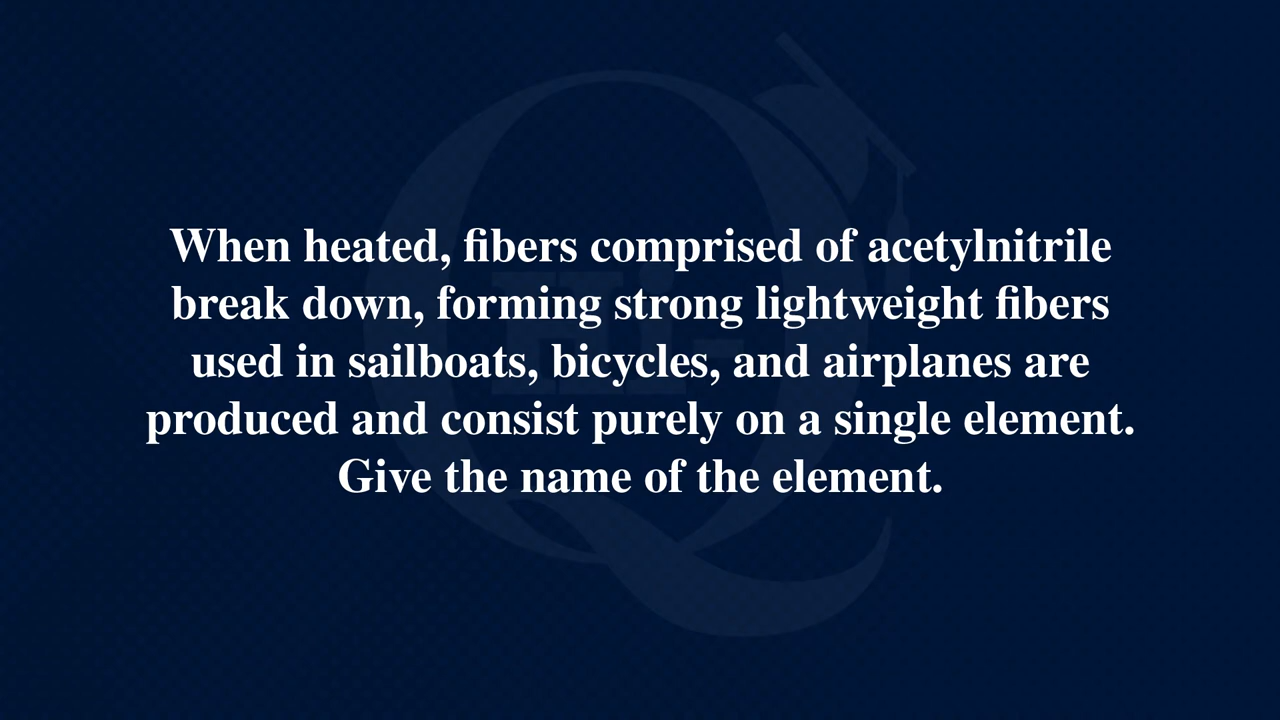 When heated, fibers comprised of acetylnitrile
break down, forming strong lightweight fibers
used in sailboats, bicycles, and airplanes are
produced and consist purely on a single element.
Give the name of the element.